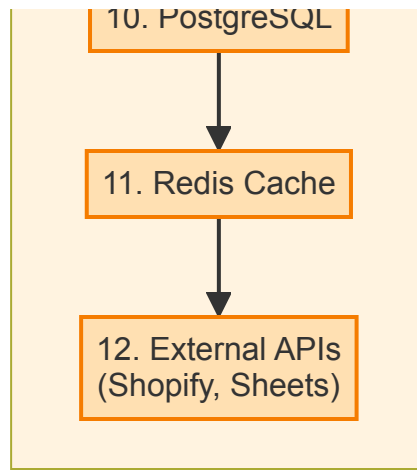 10. PostgreSQL
11. Redis Cache
12. External APIs
(Shopify, Sheets)